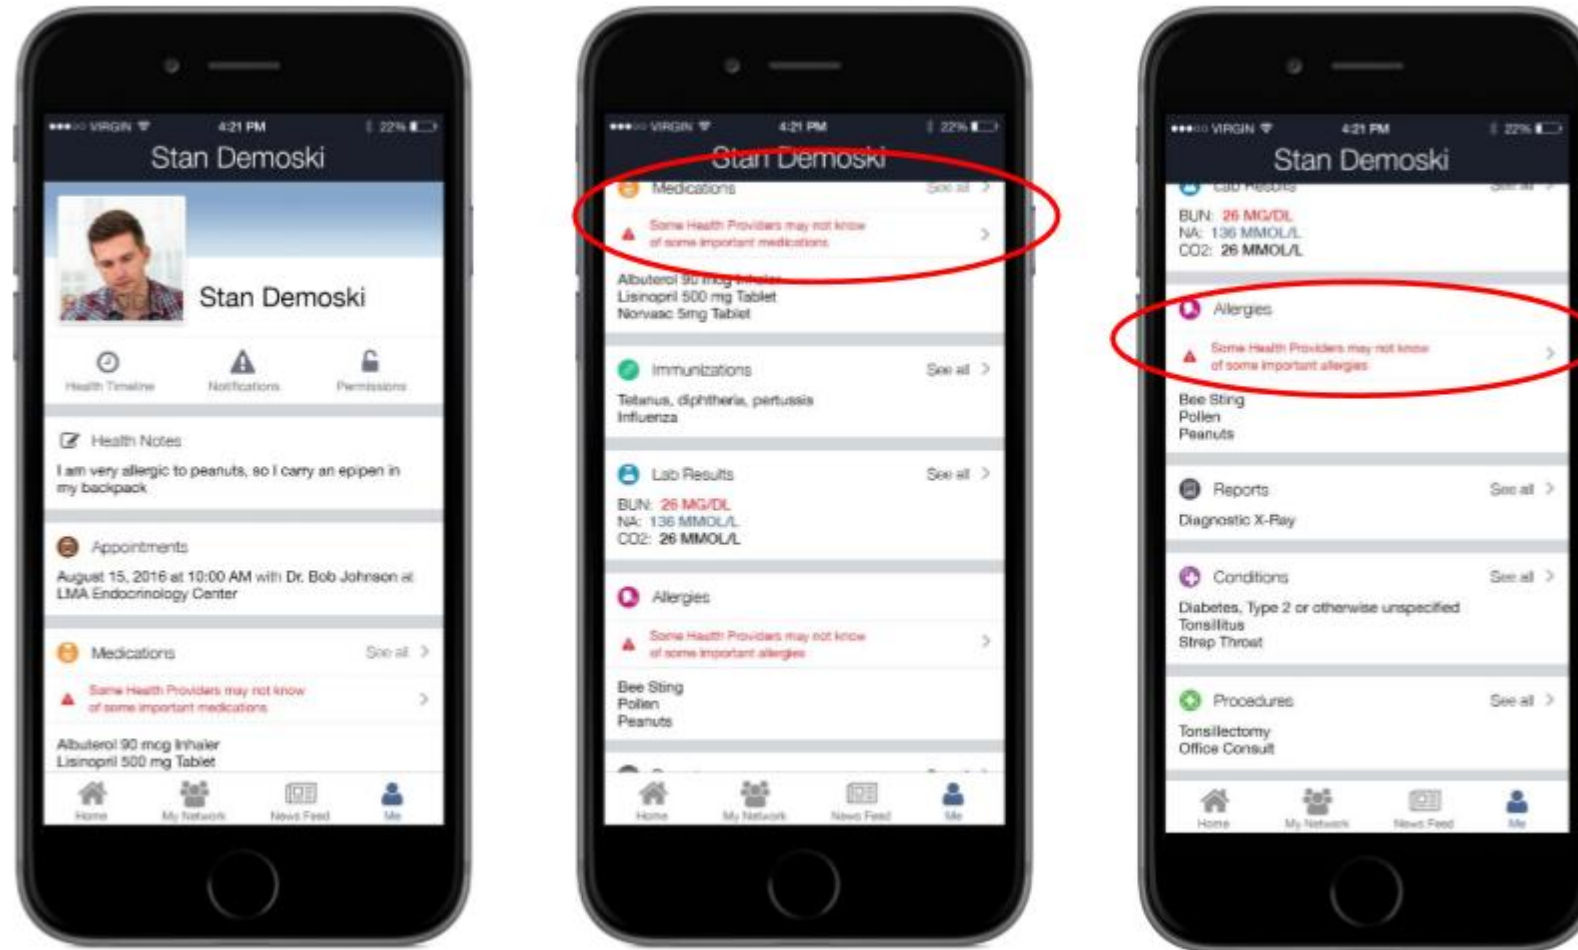 VIRGIN
4:21 PM
22%
Stan Demoski
Stan Demoski
Health Timeline
Notifications
Permissions
Health Notes
I am very allergic to peanuts, so I carry an epipen in
my backpack
Appointments
August 15, 2016 at 10:00 AM with Dr. Bob Johnson at
LMA Endocrinology Center
Medications
See all
Some Health Providers may not know
of some important medications
Albuterol 90 mcg Inhaler
Lisinopril 500 mg Tablet
Home
My Network
News Feed
Me
VIRGIN
4:21 PM
22%
Stan Demoski
Medications
See all
Some Health Providers may not know
of some important medications
Albuterol 90 mcg Inhaler
Lisinopril 500 mg Tablet
Norvasc 5mg Tablet
Immunizations
See all
Tetanus, diphtheria, pertussis
Influenza
Lab Results
See all
BUN: 26 MG/DL
NA: 136 MMOL/L
CO2: 26 MMOL/L
Allergies
Some Health Providers may not know
of some important allergies
Bee Sting
Pollen
Peanuts
Home
My Network
News Feed
Me
VIRGIN
4:21 PM
22%
Stan Demoski
Lab Results
See all
BUN: 26 MG/DL
NA: 136 MMOL/L
CO2: 26 MMOL/L
Allergies
Some Health Providers may not know
of some important allergies
Bee Sting
Pollen
Peanuts
Reports
See all
Diagnostic X-Ray
Conditions
See all
Diabetes, Type 2 or otherwise unspecified
Tonsillitus
Strep Throat
Procedures
See all
Tonsillectomy
Office Consult
Home
My Network
News Feed
Me